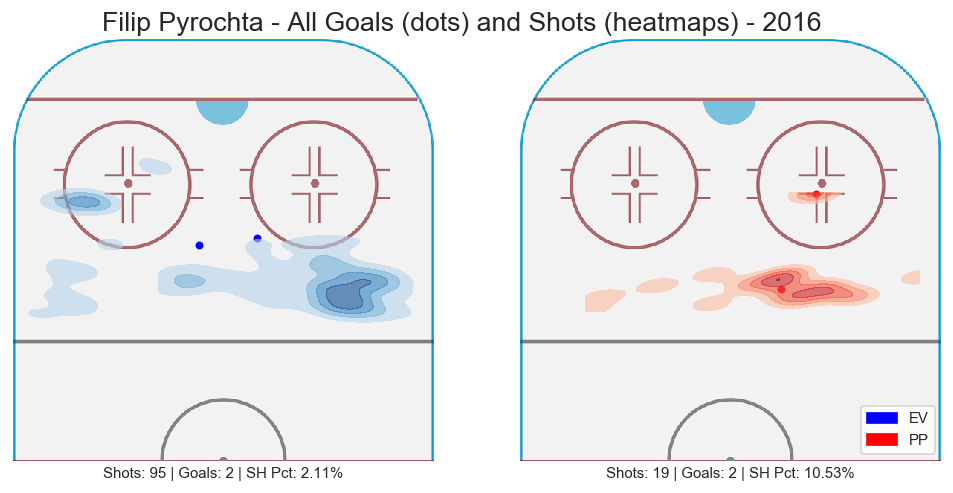 Filip Pyrochta - All Goals (dots) and Shots (heatmaps) - 2016
EV
PP
Shots: 95 | Goals: 2 | SH Pct: 2.11%
Shots: 19 | Goals: 2 | SH Pct: 10.53%